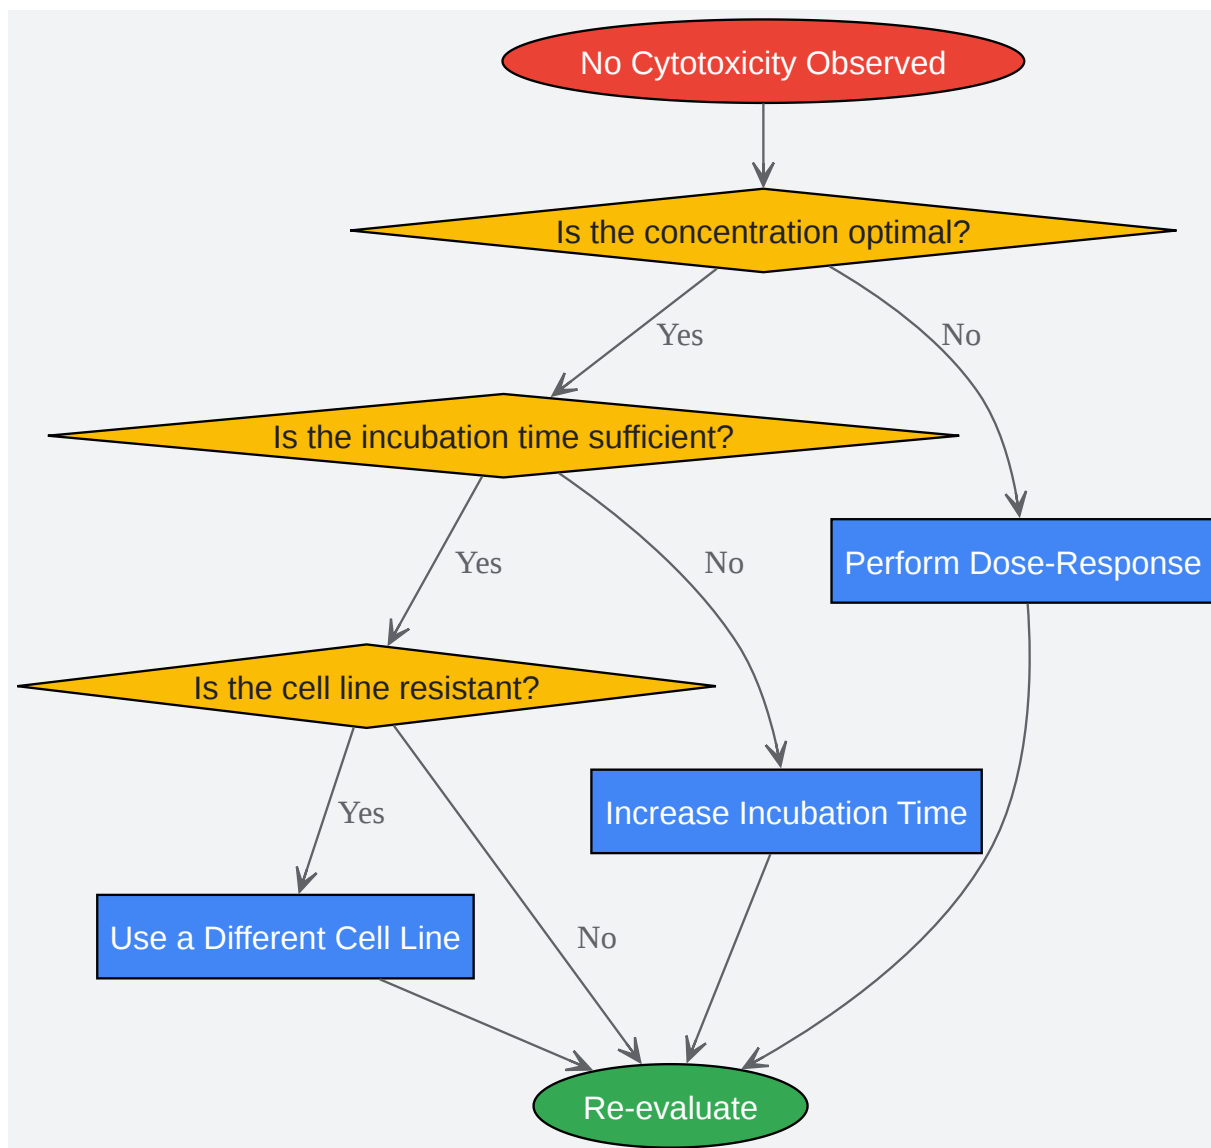 No Cytotoxicity Observed
Is the concentration optimal?
Yes
No
Is the incubation time sufficient?
Yes
No
Perform Dose-Response
Is the cell line resistant?
Yes
Increase Incubation Time
Use a Different Cell Line
No
Re-evaluate